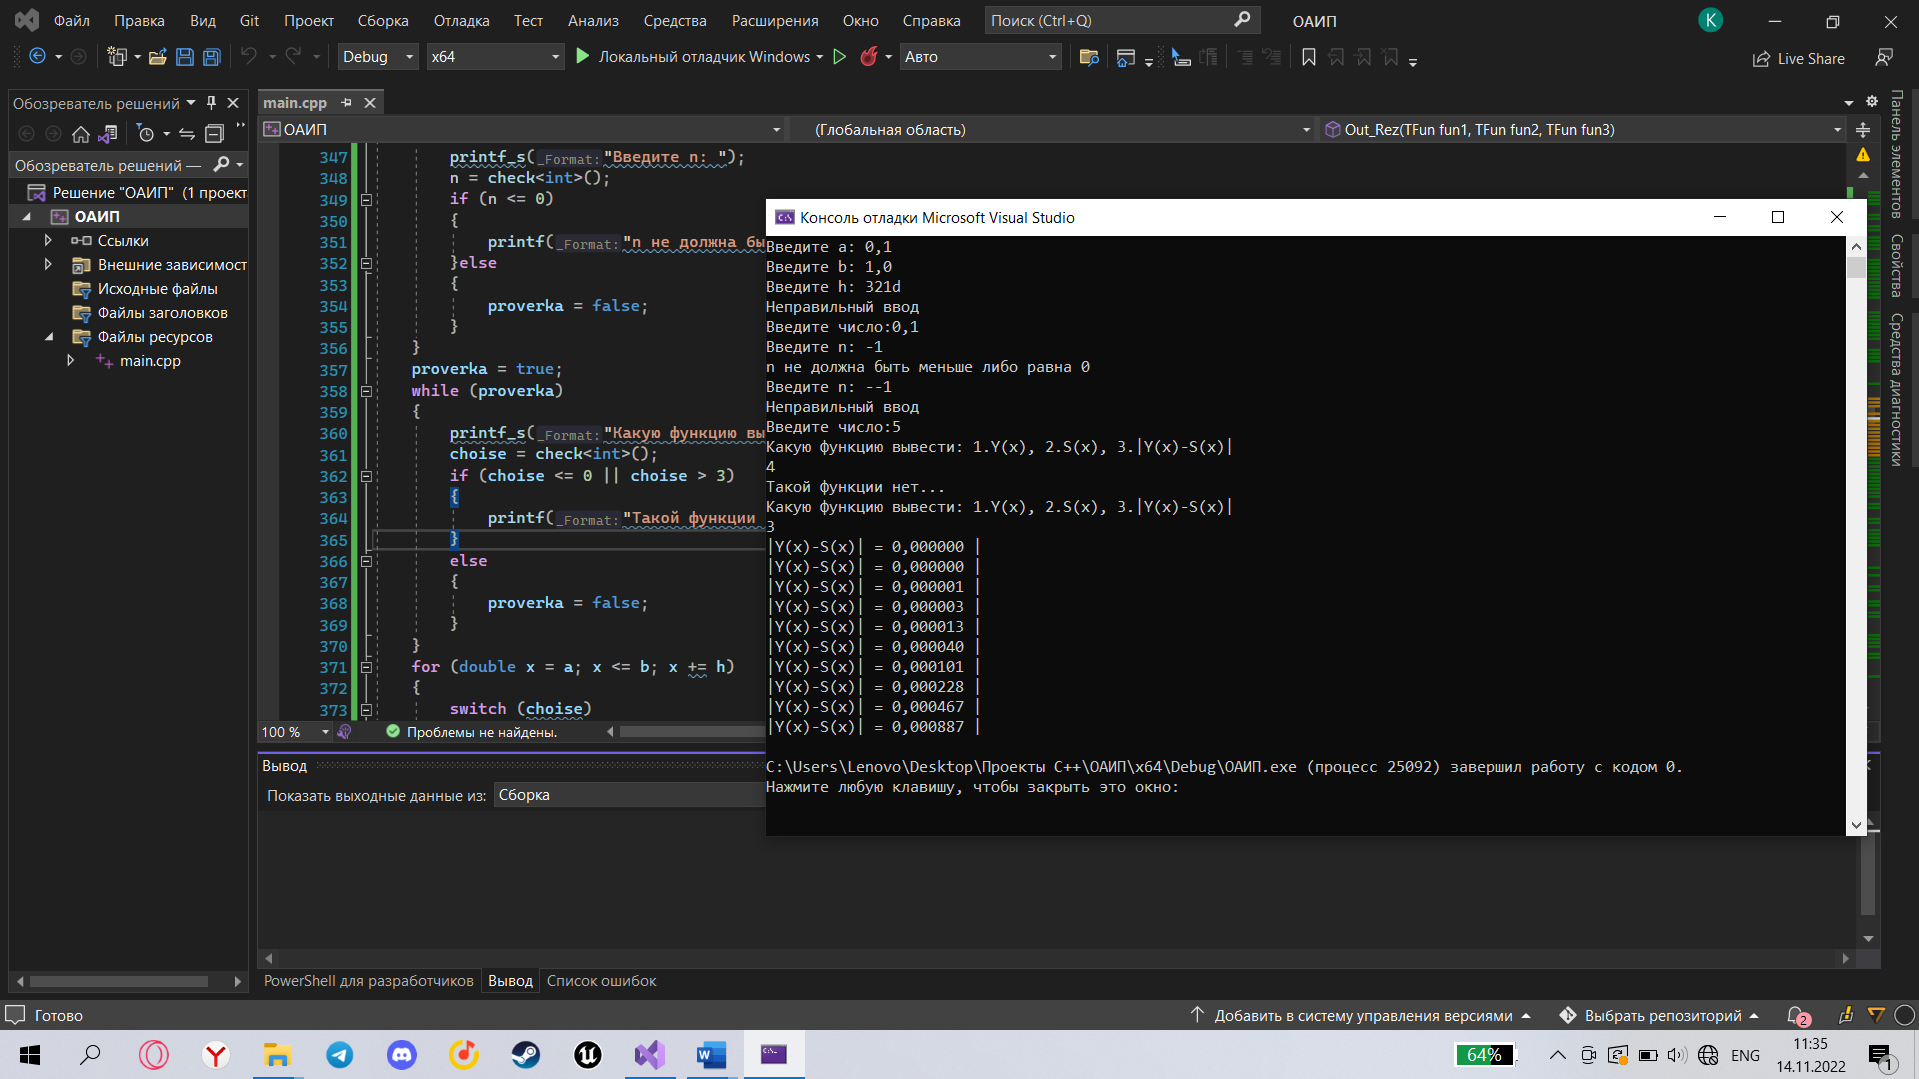 Файл Правка Вид Git Проект Сборка Отладка Тест Анализ Средства Расширения Окно Справка Поиск (Ctrl+Q) ОАИП K
Debug x64 Локальный отладчик Windows Авто Live Share
Обозреватель решений
main.cpp
ОАИП (Глобальная область) Out_Rez(TFun fun1, TFun fun2, TFun fun3)
Обозреватель решений —
Решение "ОАИП" (1 проект
ОАИП
Ссылки
Внешние зависимост
Исходные файлы
Файлы заголовков
Файлы ресурсов
main.cpp
347 printf_s(_Format:"Введите n: ");
348 n = check<int>();
349 if (n <= 0)
350 {
351 printf(_Format:"n не должна бы
352 }else
353 {
354 proverka = false;
355 }
356 }
357 proverka = true;
358 while (proverka)
359 {
360 printf_s(_Format:"Какую функцию вы
361 choise = check<int>();
362 if (choise <= 0 || choise > 3)
363 {
364 printf(_Format:"Такой функции
365 }
366 else
367 {
368 proverka = false;
369 }
370 }
371 for (double x = a; x <= b; x += h)
372 {
373 switch (choise)
100 % Проблемы не найдены.
Консоль отладки Microsoft Visual Studio
Введите a: 0,1
Введите b: 1,0
Введите h: 321d
Неправильный ввод
Введите число:0,1
Введите n: -1
n не должна быть меньше либо равна 0
Введите n: --1
Неправильный ввод
Введите число:5
Какую функцию вывести: 1.Y(x), 2.S(x), 3.|Y(x)-S(x)|
4
Такой функции нет...
Какую функцию вывести: 1.Y(x), 2.S(x), 3.|Y(x)-S(x)|
3
|Y(x)-S(x)| = 0,000000 |
|Y(x)-S(x)| = 0,000000 |
|Y(x)-S(x)| = 0,000001 |
|Y(x)-S(x)| = 0,000003 |
|Y(x)-S(x)| = 0,000013 |
|Y(x)-S(x)| = 0,000040 |
|Y(x)-S(x)| = 0,000101 |
|Y(x)-S(x)| = 0,000228 |
|Y(x)-S(x)| = 0,000467 |
|Y(x)-S(x)| = 0,000887 |
C:\Users\Lenovo\Desktop\Проекты C++\ОАИП\x64\Debug\ОАИП.exe (процесс 25092) завершил работу с кодом 0.
Нажмите любую клавишу, чтобы закрыть это окно:
Панель элементов
Свойства
Средства диагностики
Вывод
Показать выходные данные из: Сборка
PowerShell для разработчиков Вывод Список ошибок
Готово Добавить в систему управления версиями Выбрать репозиторий 2
64% ENG 11:35
14.11.2022 1